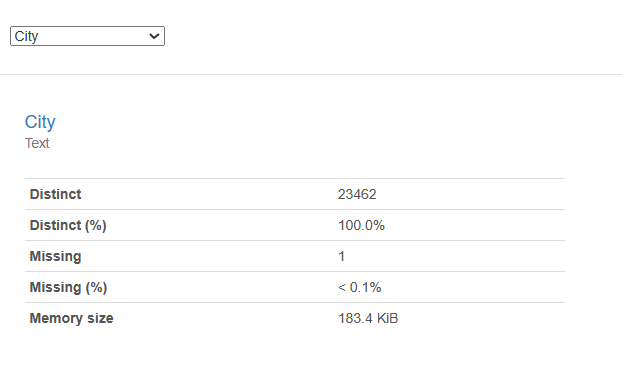 City
City
Text
Distinct 23462
Distinct (%) 100.0%
Missing 1
Missing (%) < 0.1%
Memory size 183.4 KiB